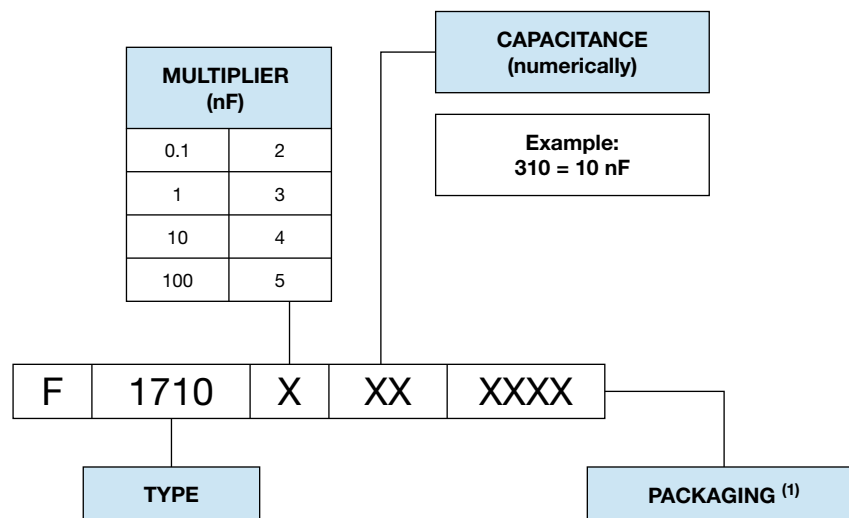 CAPACITANCE
(numerically)
MULTIPLIER
(nF)
Example:
310 = 10 nF
0.1 2
1 3
10 4
100 5
F 1710 X XX XXXX
TYPE
PACKAGING (1)